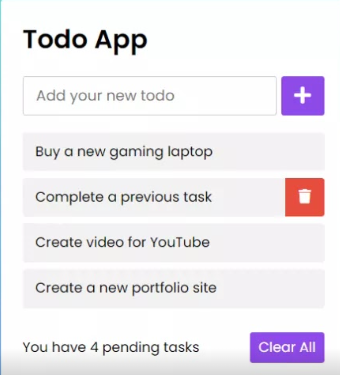 Todo App
Add your new todo
+
Buy a new gaming laptop
Complete a previous task
Create video for YouTube
Create a new portfolio site
You have 4 pending tasks
Clear All